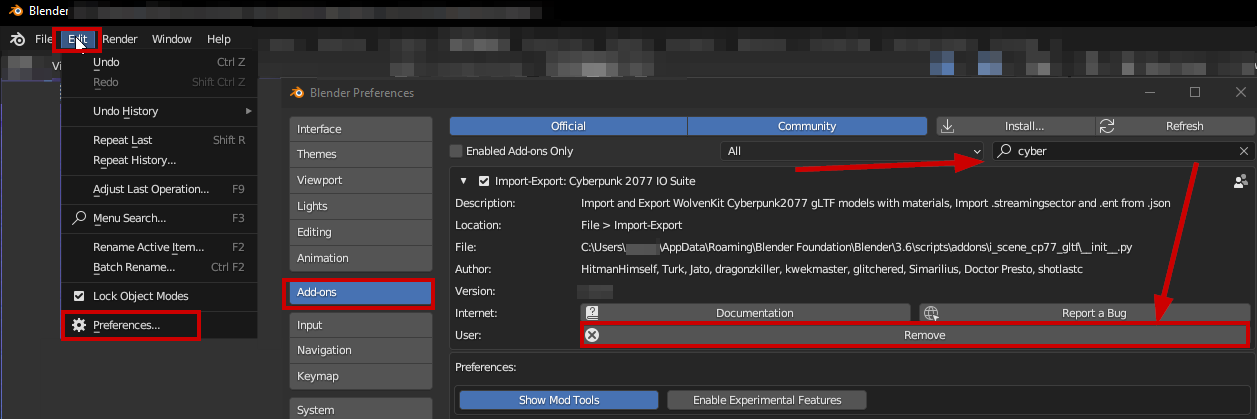 Blender
File Edit Render Window Help
Undo Ctrl Z
Redo Shift Ctrl Z
Undo History
Repeat Last Shift R
Repeat History...
Adjust Last Operation... F9
Menu Search... F3
Rename Active Item... F2
Batch Rename... Ctrl F2
Lock Object Modes
Preferences...
Blender Preferences
Interface
Themes
Viewport
Lights
Editing
Animation
Add-ons
Input
Navigation
Keymap
System
Official Community Install... Refresh
Enabled Add-ons Only All cyber
Import-Export: Cyberpunk 2077 IO Suite
Description: Import and Export WolvenKit Cyberpunk2077 gLTF models with materials, Import .streamingsector and .ent from .json
Location: File > Import-Export
File: C:\Users\ \AppData\Roaming\Blender Foundation\Blender\3.6\scripts\addons\i_scene_cp77_gltf\__init__.py
Author: HitmanHimself, Turk, Jato, dragonzkiller, kwekmaster, glitchered, Simarilius, Doctor Presto, shotlastc
Version:
Internet: Documentation Report a Bug
User: Remove
Preferences:
Show Mod Tools Enable Experimental Features